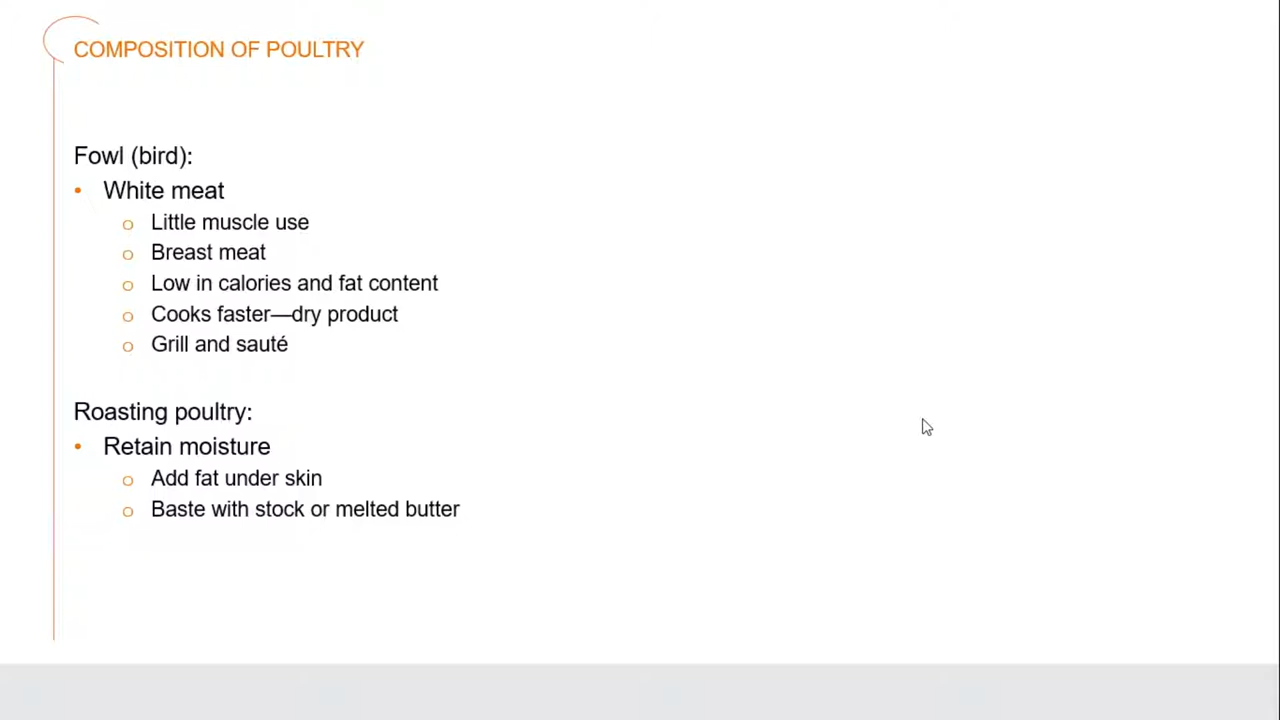 COMPOSITION OF POULTRY
Fowl (bird):
• White meat
o Little muscle use
o Breast meat
o Low in calories and fat content
o Cooks faster—dry product
o Grill and sauté
Roasting poultry:
• Retain moisture
o Add fat under skin
o Baste with stock or melted butter